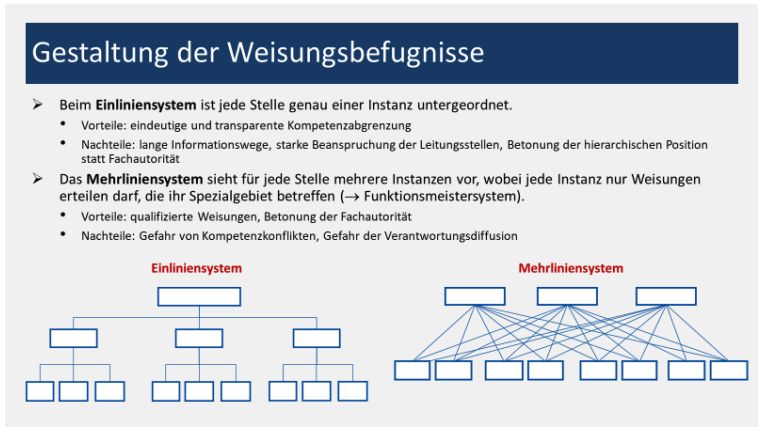 Gestaltung der Weisungsbefugnisse
➢ Beim Einliniensystem ist jede Stelle genau einer Instanz untergeordnet.
• Vorteile: eindeutige und transparente Kompetenzabgrenzung
• Nachteile: lange Informationswege, starke Beanspruchung der Leitungsstellen, Betonung der hierarchischen Position
statt Fachautorität
➢ Das Mehrliniensystem sieht für jede Stelle mehrere Instanzen vor, wobei jede Instanz nur Weisungen
erteilen darf, die ihr Spezialgebiet betreffen (→ Funktionsmeistersystem).
• Vorteile: qualifizierte Weisungen, Betonung der Fachautorität
• Nachteile: Gefahr von Kompetenzkonflikten, Gefahr der Verantwortungsdiffusion
Einliniensystem
Mehrliniensystem